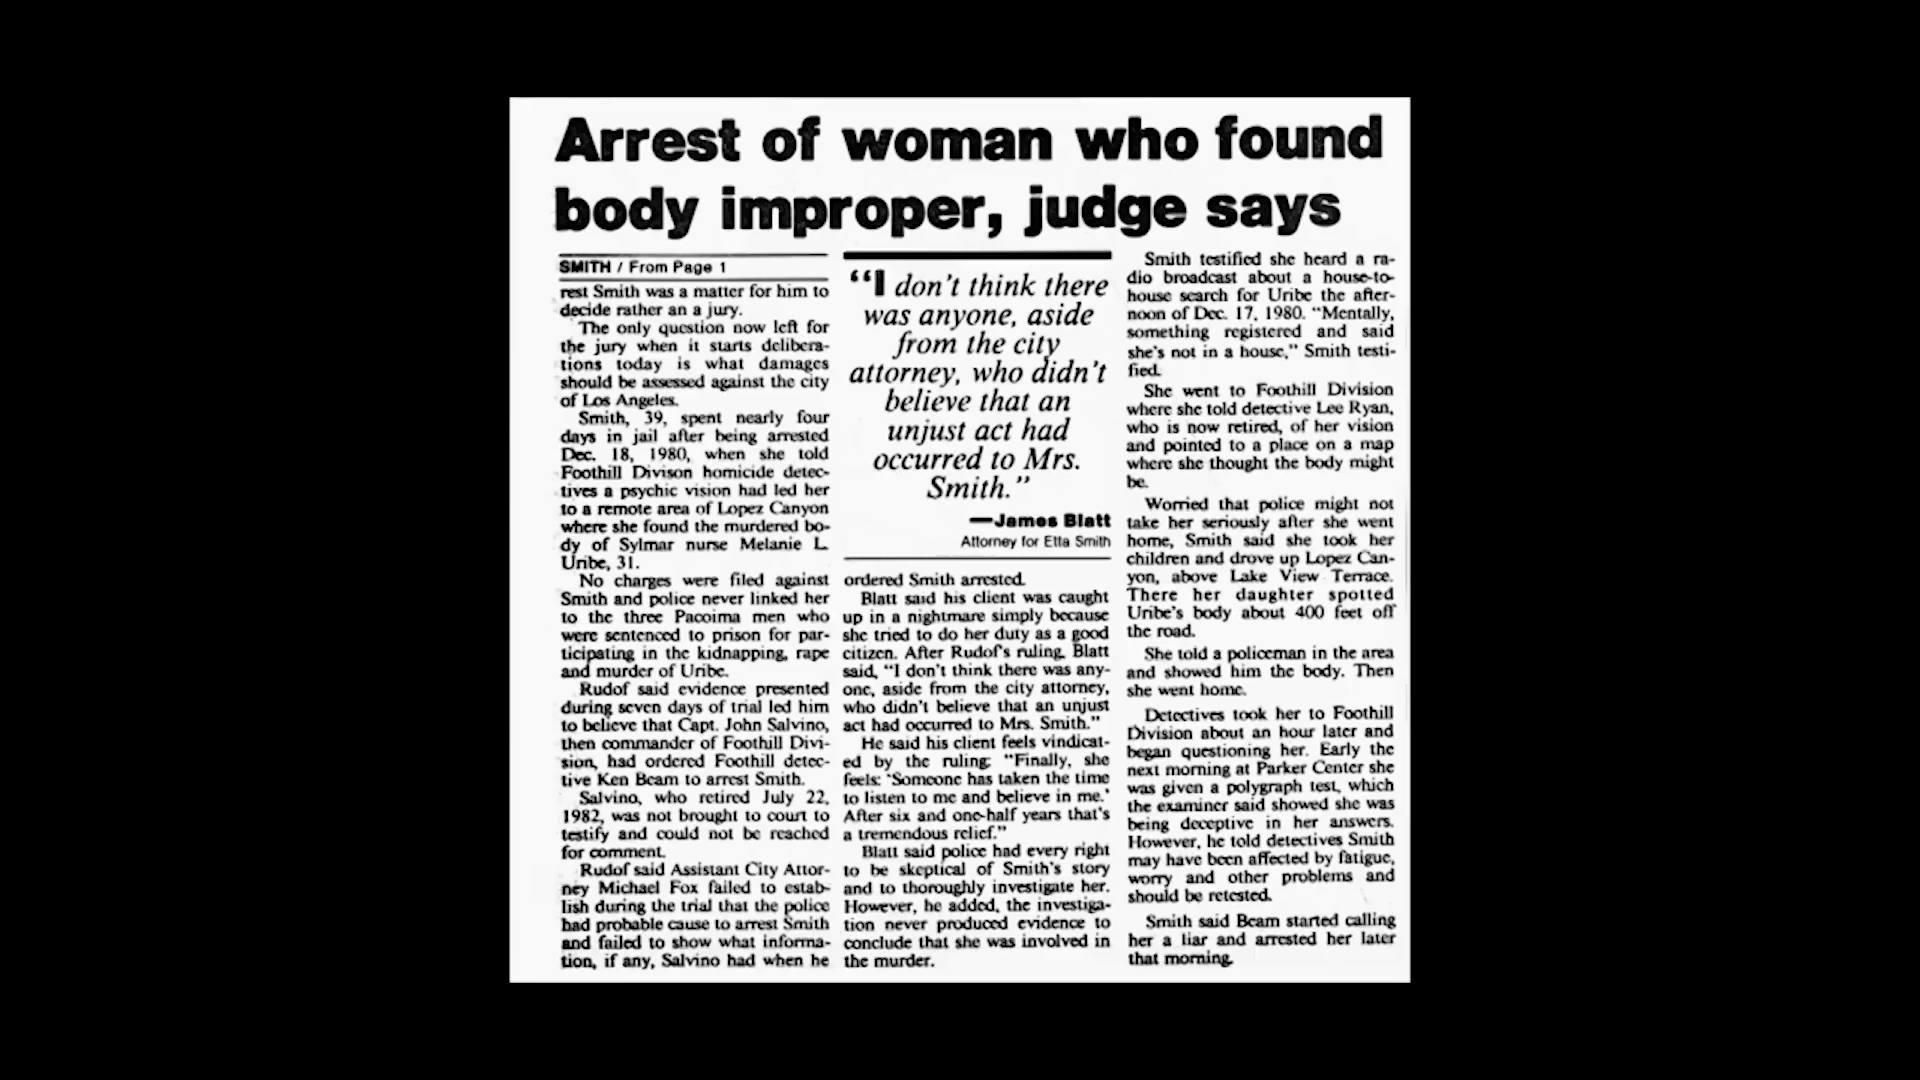 Arrest of woman who found
body improper, judge says
SMITH / From Page 1
rest Smith was a matter for him to
decide rather an a jury.
The only question now left for
the jury when it starts delibera-
tions today is what damages
should be assessed against the city
of Los Angeles.
Smith, 39, spent nearly four
days in jail after being arrested
Dec. 18, 1980, when she told
Foothill Divison homicide detec-
tives a psychic vision had led her
to a remote area of Lopez Canyon
where she found the murdered bo-
dy of Sylmar nurse Melanie L.
Uribe, 31.
No charges were filed against
Smith and police never linked her
to the three Pacoima men who
were sentenced to prison for par-
ticipating in the kidnapping, rape
and murder of Uribe.
Rudof said evidence presented
during seven days of trial led him
to believe that Capt. John Salvino,
then commander of Foothill Divi-
sion, had ordered Foothill detec-
tive Ken Beam to arrest Smith.
Salvino, who retired July 22,
1982, was not brought to court to
testify and could not be reached
for comment.
Rudof said Assistant City Attor-
ney Michael Fox failed to estab-
lish during the trial that the police
had probable cause to arrest Smith
and failed to show what informa-
tion, if any, Salvino had when he
“I don't think there
was anyone, aside
from the city
attorney, who didn't
believe that an
unjust act had
occurred to Mrs.
Smith.”
—James Blatt
Attorney for Etta Smith
ordered Smith arrested.
Blatt said his client was caught
up in a nightmare simply because
she tried to do her duty as a good
citizen. After Rudof's ruling, Blatt
said, “I don't think there was any-
one, aside from the city attorney,
who didn't believe that an unjust
act had occurred to Mrs. Smith.”
He said his client feels vindicat-
ed by the ruling: “Finally, she
feels: ‘Someone has taken the time
to listen to me and believe in me.’
After six and one-half years that's
a tremendous relief.”
Blatt said police had every right
to be skeptical of Smith's story
and to thoroughly investigate her.
However, he added, the investiga-
tion never produced evidence to
conclude that she was involved in
the murder.
Smith testified she heard a ra-
dio broadcast about a house-to-
house search for Uribe the after-
noon of Dec. 17, 1980. “Mentally,
something registered and said
she's not in a house,” Smith testi-
fied.
She went to Foothill Division
where she told detective Lee Ryan,
who is now retired, of her vision
and pointed to a place on a map
where she thought the body might
be.
Worried that police might not
take her seriously after she went
home, Smith said she took her
children and drove up Lopez Can-
yon, above Lake View Terrace.
There her daughter spotted
Uribe's body about 400 feet off
the road.
She told a policeman in the area
and showed him the body. Then
she went home.
Detectives took her to Foothill
Division about an hour later and
began questioning her. Early the
next morning at Parker Center she
was given a polygraph test, which
the examiner said showed she was
being deceptive in her answers.
However, he told detectives Smith
may have been affected by fatigue,
worry and other problems and
should be retested.
Smith said Beam started calling
her a liar and arrested her later
that morning.